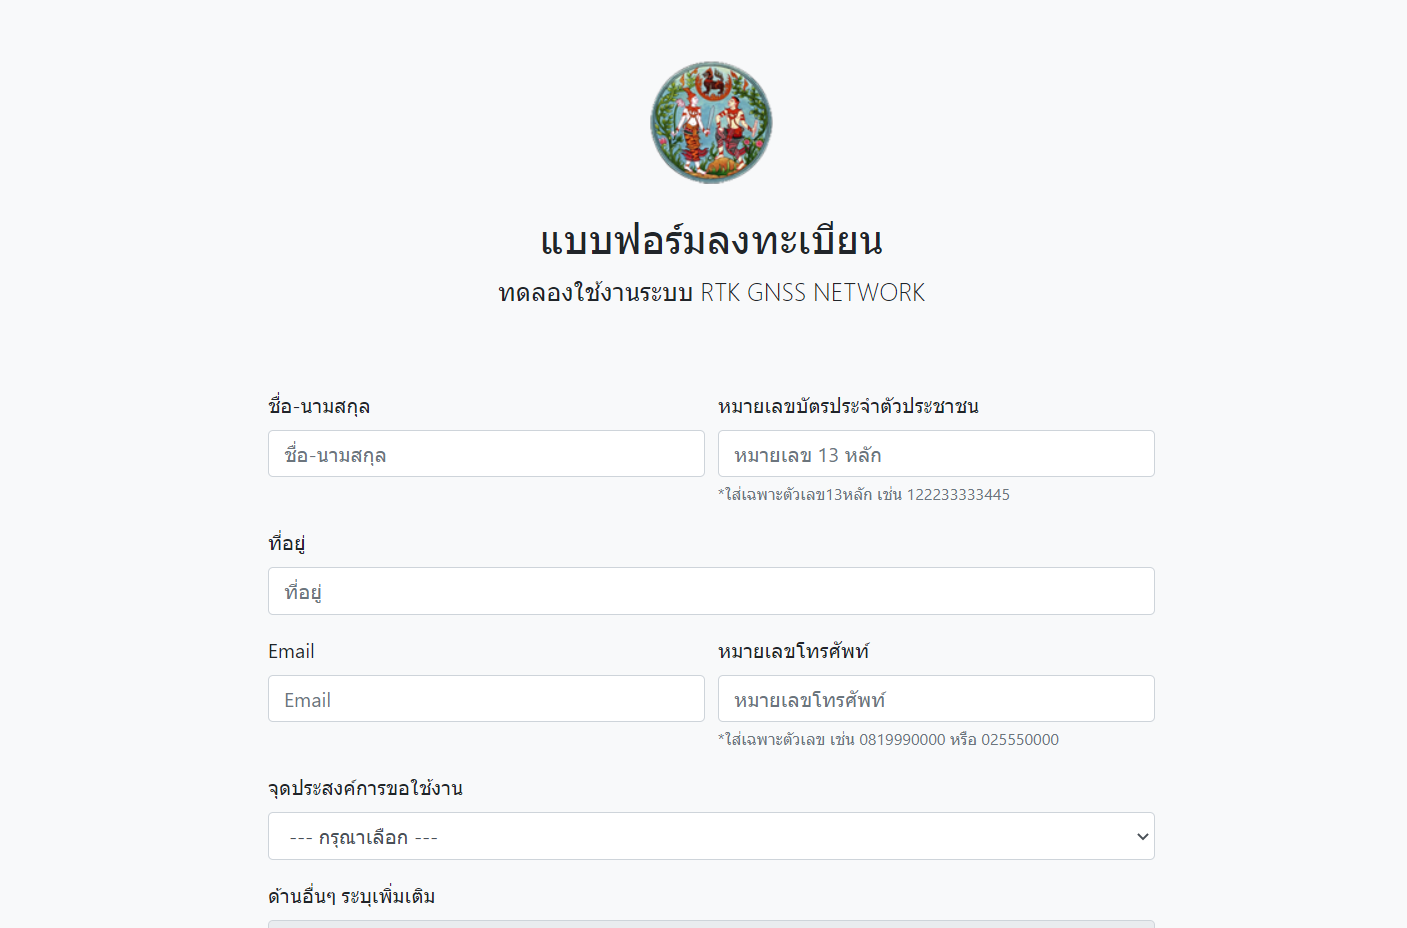 แบบฟอร์มลงทะเบียน
ทดลองใช้งานระบบ RTK GNSS NETWORK
ชื่อ-นามสกุล
หมายเลขบัตรประจำตัวประชาชน
ชื่อ-นามสกุล
หมายเลข 13 หลัก
*ใส่เฉพาะตัวเลข13หลัก เช่น 122233333445
ที่อยู่
ที่อยู่
Email
หมายเลขโทรศัพท์
Email
หมายเลขโทรศัพท์
*ใส่เฉพาะตัวเลข เช่น 0819990000 หรือ 025550000
จุดประสงค์การขอใช้งาน
--- กรุณาเลือก ---
ด้านอื่นๆ ระบุเพิ่มเติม